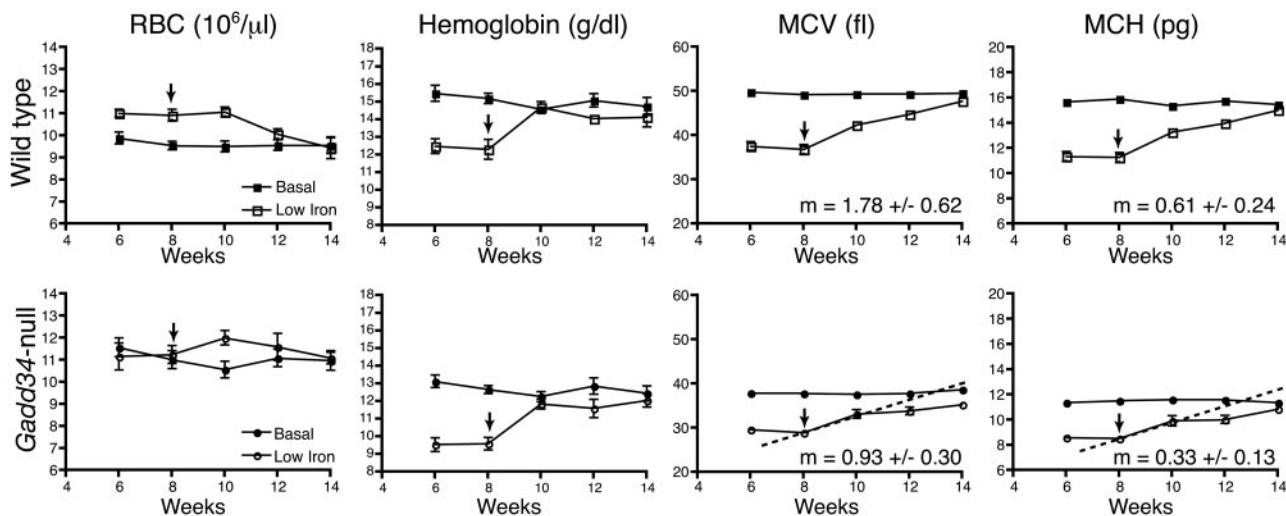 RBC (10⁶/μl)
Hemoglobin (g/dl)
MCV (fl)
MCH (pg)
Wild type
14
13
12
11
10
9
8
7
6
Basal
Low Iron
4 6 8 10 12 14
Weeks
18
17
16
15
14
13
12
11
10
9
8
4 6 8 10 12 14
Weeks
60
50
40
30
20
m = 1.78 +/- 0.62
4 6 8 10 12 14
Weeks
20
18
16
14
12
10
8
6
m = 0.61 +/- 0.24
4 6 8 10 12 14
Weeks
Gadd34-null
14
13
12
11
10
9
8
7
6
Basal
Low Iron
4 6 8 10 12 14
Weeks
18
17
16
15
14
13
12
11
10
9
8
4 6 8 10 12 14
Weeks
60
50
40
30
20
m = 0.93 +/- 0.30
4 6 8 10 12 14
Weeks
20
18
16
14
12
10
8
6
m = 0.33 +/- 0.13
4 6 8 10 12 14
Weeks